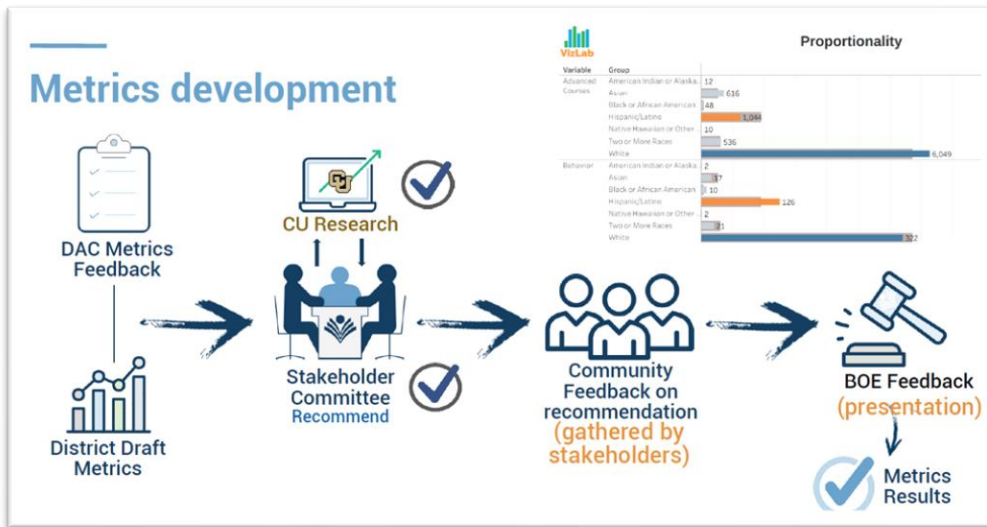 Metrics development
DAC Metrics
Feedback
District Draft
Metrics
CU
CU Research
Stakeholder
Committee
Recommend
Community
Feedback on
recommendation
(gathered by
stakeholders)
BOE Feedback
(presentation)
Metrics
Results
VizLab
Proportionality
Variable Group
Advanced Courses
American Indian or Alaska.. 12
Asian 616
Black or African American 48
Hispanic/Latino 1,044
Native Hawaiian or Other .. 10
Two or More Races 536
White 6,049
Behavior
American Indian or Alaska.. 2
Asian 17
Black or African American 10
Hispanic/Latino 126
Native Hawaiian or Other .. 2
Two or More Races 21
White 322